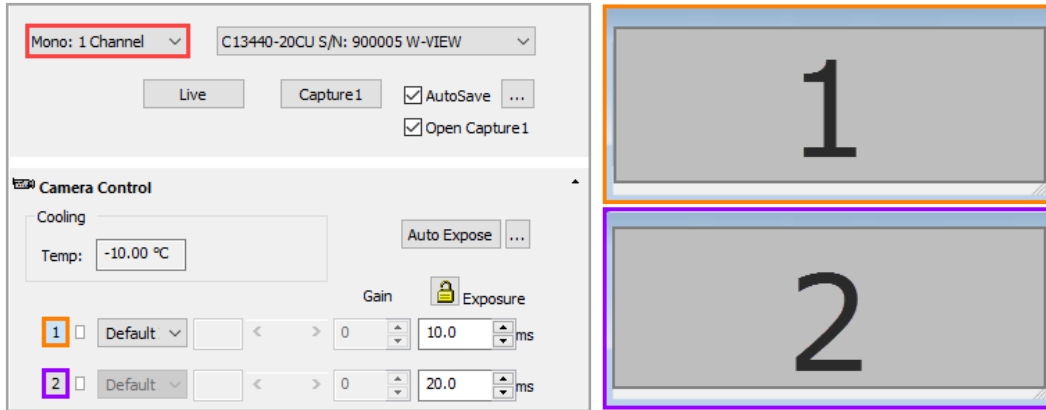 Mono: 1 Channel
C13440-20CU S/N: 900005 W-VIEW
Live
Capture1
AutoSave
...
Open Capture1
Camera Control
Cooling
Temp:
-10.00 °C
Auto Expose
...
Gain
Exposure
1
Default
<
>
0
10.0
ms
2
Default
<
>
0
20.0
ms
1
2